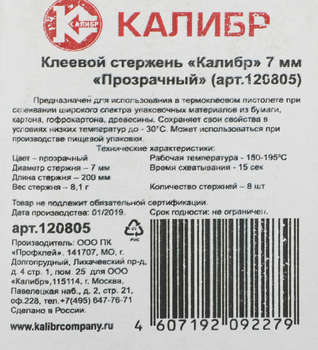 КАЛИБР
КАЛИБР
Клеевой стержень «Калибр» 7 мм
«Прозрачный» (арт.120805)
Предназначен для использования в термоклеевом пистолете при
склеивании широкого спектра упаковочных материалов из бумаги,
картона, гофрокартона, древесины. Сохраняет свои свойства в
условиях низких температур до - 30°С. Может использоваться при
производстве пищевой упаковки.
Технические характеристики:
Цвет – прозрачный
Рабочая температура - 150-195°С
Диаметр стержня – 7 мм
Время схватывания - 15 сек
Длина стержня – 200 мм
Вес стержня – 8,1 г
Количество стержней – 8 шт
Товар не подлежит обязательной сертификации.
Дата производства: 01/2019.
Срок годности: не ограничен.
арт.120805
Производитель: ООО ПК
«Профклей», 141707, МО, г.
Долгопрудный, Лихачевский пр-д,
д. 4 стр. 1, пом. 25 для ООО
«Калибр»,115114, г. Москва,
Павелецкая наб., д. 2, стр. 21,
оф.228, тел.+7(495) 647-76-71
Сделано в России.
www.kalibrcompany.ru
4 607192 092279